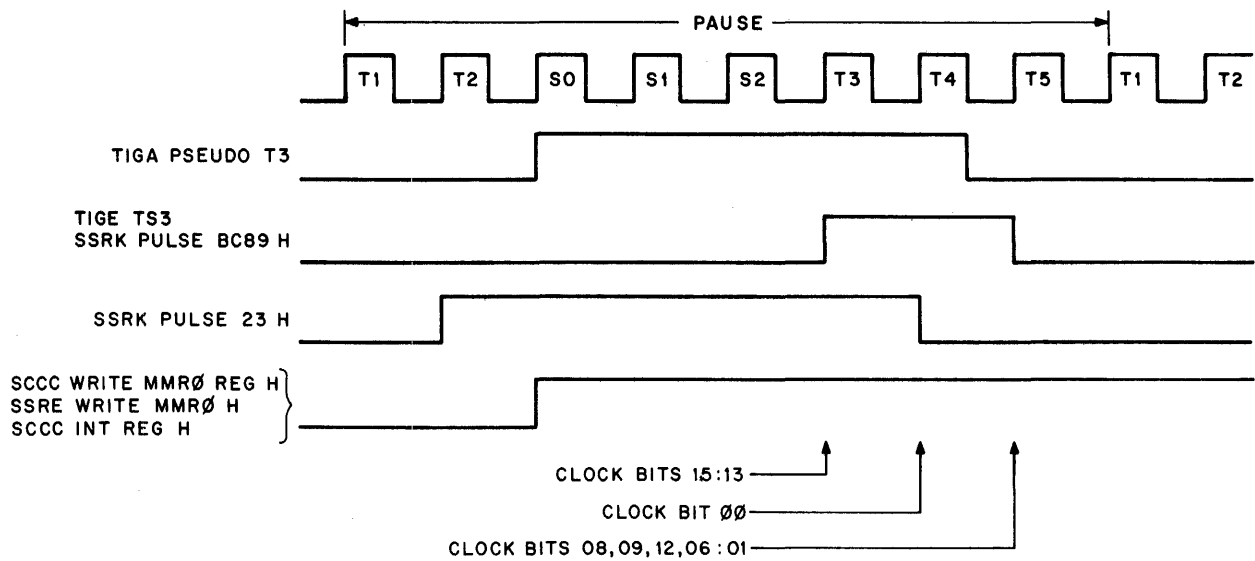 PAUSE
T1 T2 S0 S1 S2 T3 T4 T5 T1 T2
TIGA PSEUDO T3
TIGE TS3
SSRK PULSE BC89 H
SSRK PULSE 23 H
SCCC WRITE MMRØ REG H
SSRE WRITE MMRØ H
SCCC INT REG H
CLOCK BITS 15:13
CLOCK BIT ØØ
CLOCK BITS 08,09,12,06:01